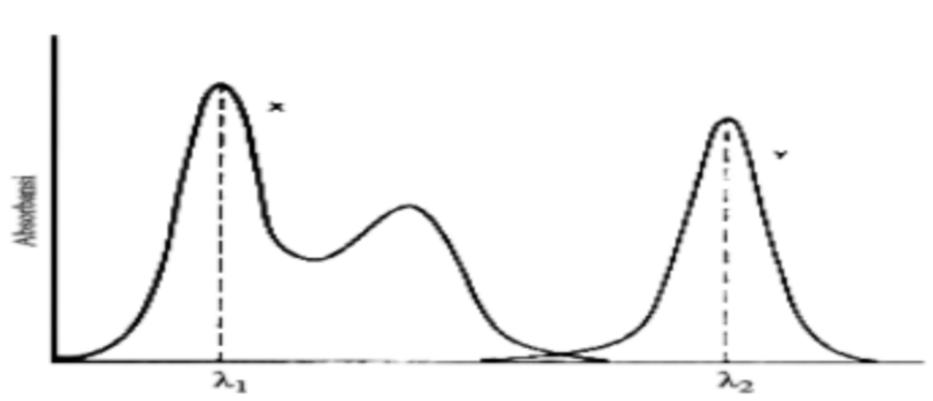 Absorbansi
X
Y
λ₁
λ₂